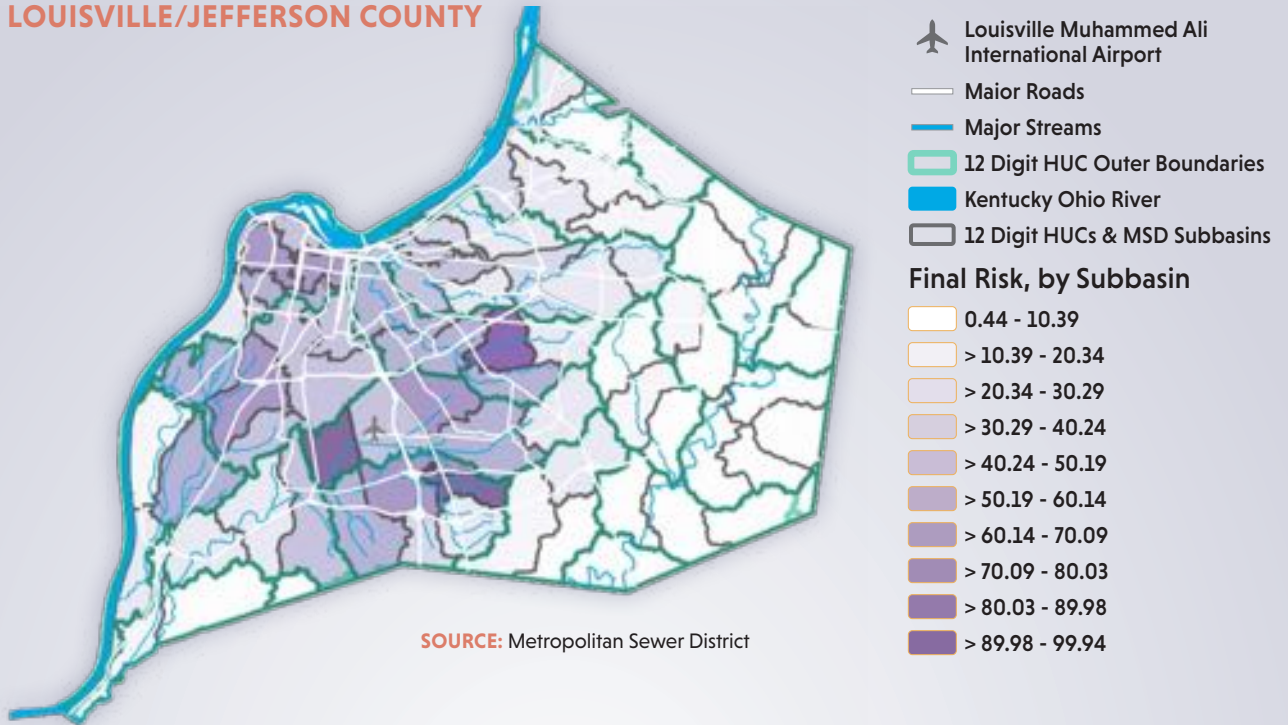 LOUISVILLE/JEFFERSON COUNTY
Louisville Muhammed Ali
International Airport
Maior Roads
Major Streams
12 Digit HUC Outer Boundaries
Kentucky Ohio River
12 Digit HUCs & MSD Subbasins
Final Risk, by Subbasin
0.44 - 10.39
> 10.39 - 20.34
> 20.34 - 30.29
> 30.29 - 40.24
> 40.24 - 50.19
> 50.19 - 60.14
> 60.14 - 70.09
> 70.09 - 80.03
> 80.03 - 89.98
> 89.98 - 99.94
SOURCE: Metropolitan Sewer District